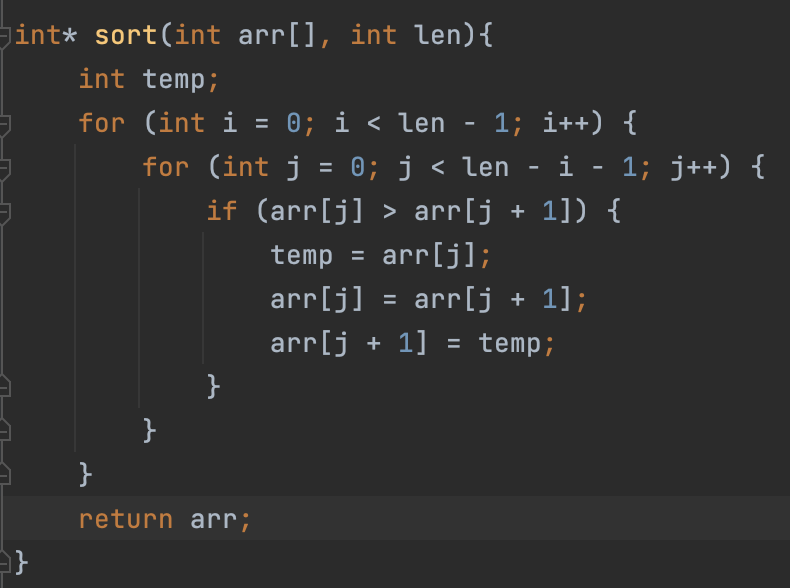 int* sort(int arr[], int len){
    int temp;
    for (int i = 0; i < len - 1; i++) {
        for (int j = 0; j < len - i - 1; j++) {
            if (arr[j] > arr[j + 1]) {
                temp = arr[j];
                arr[j] = arr[j + 1];
                arr[j + 1] = temp;
            }
        }
    }
    return arr;
}